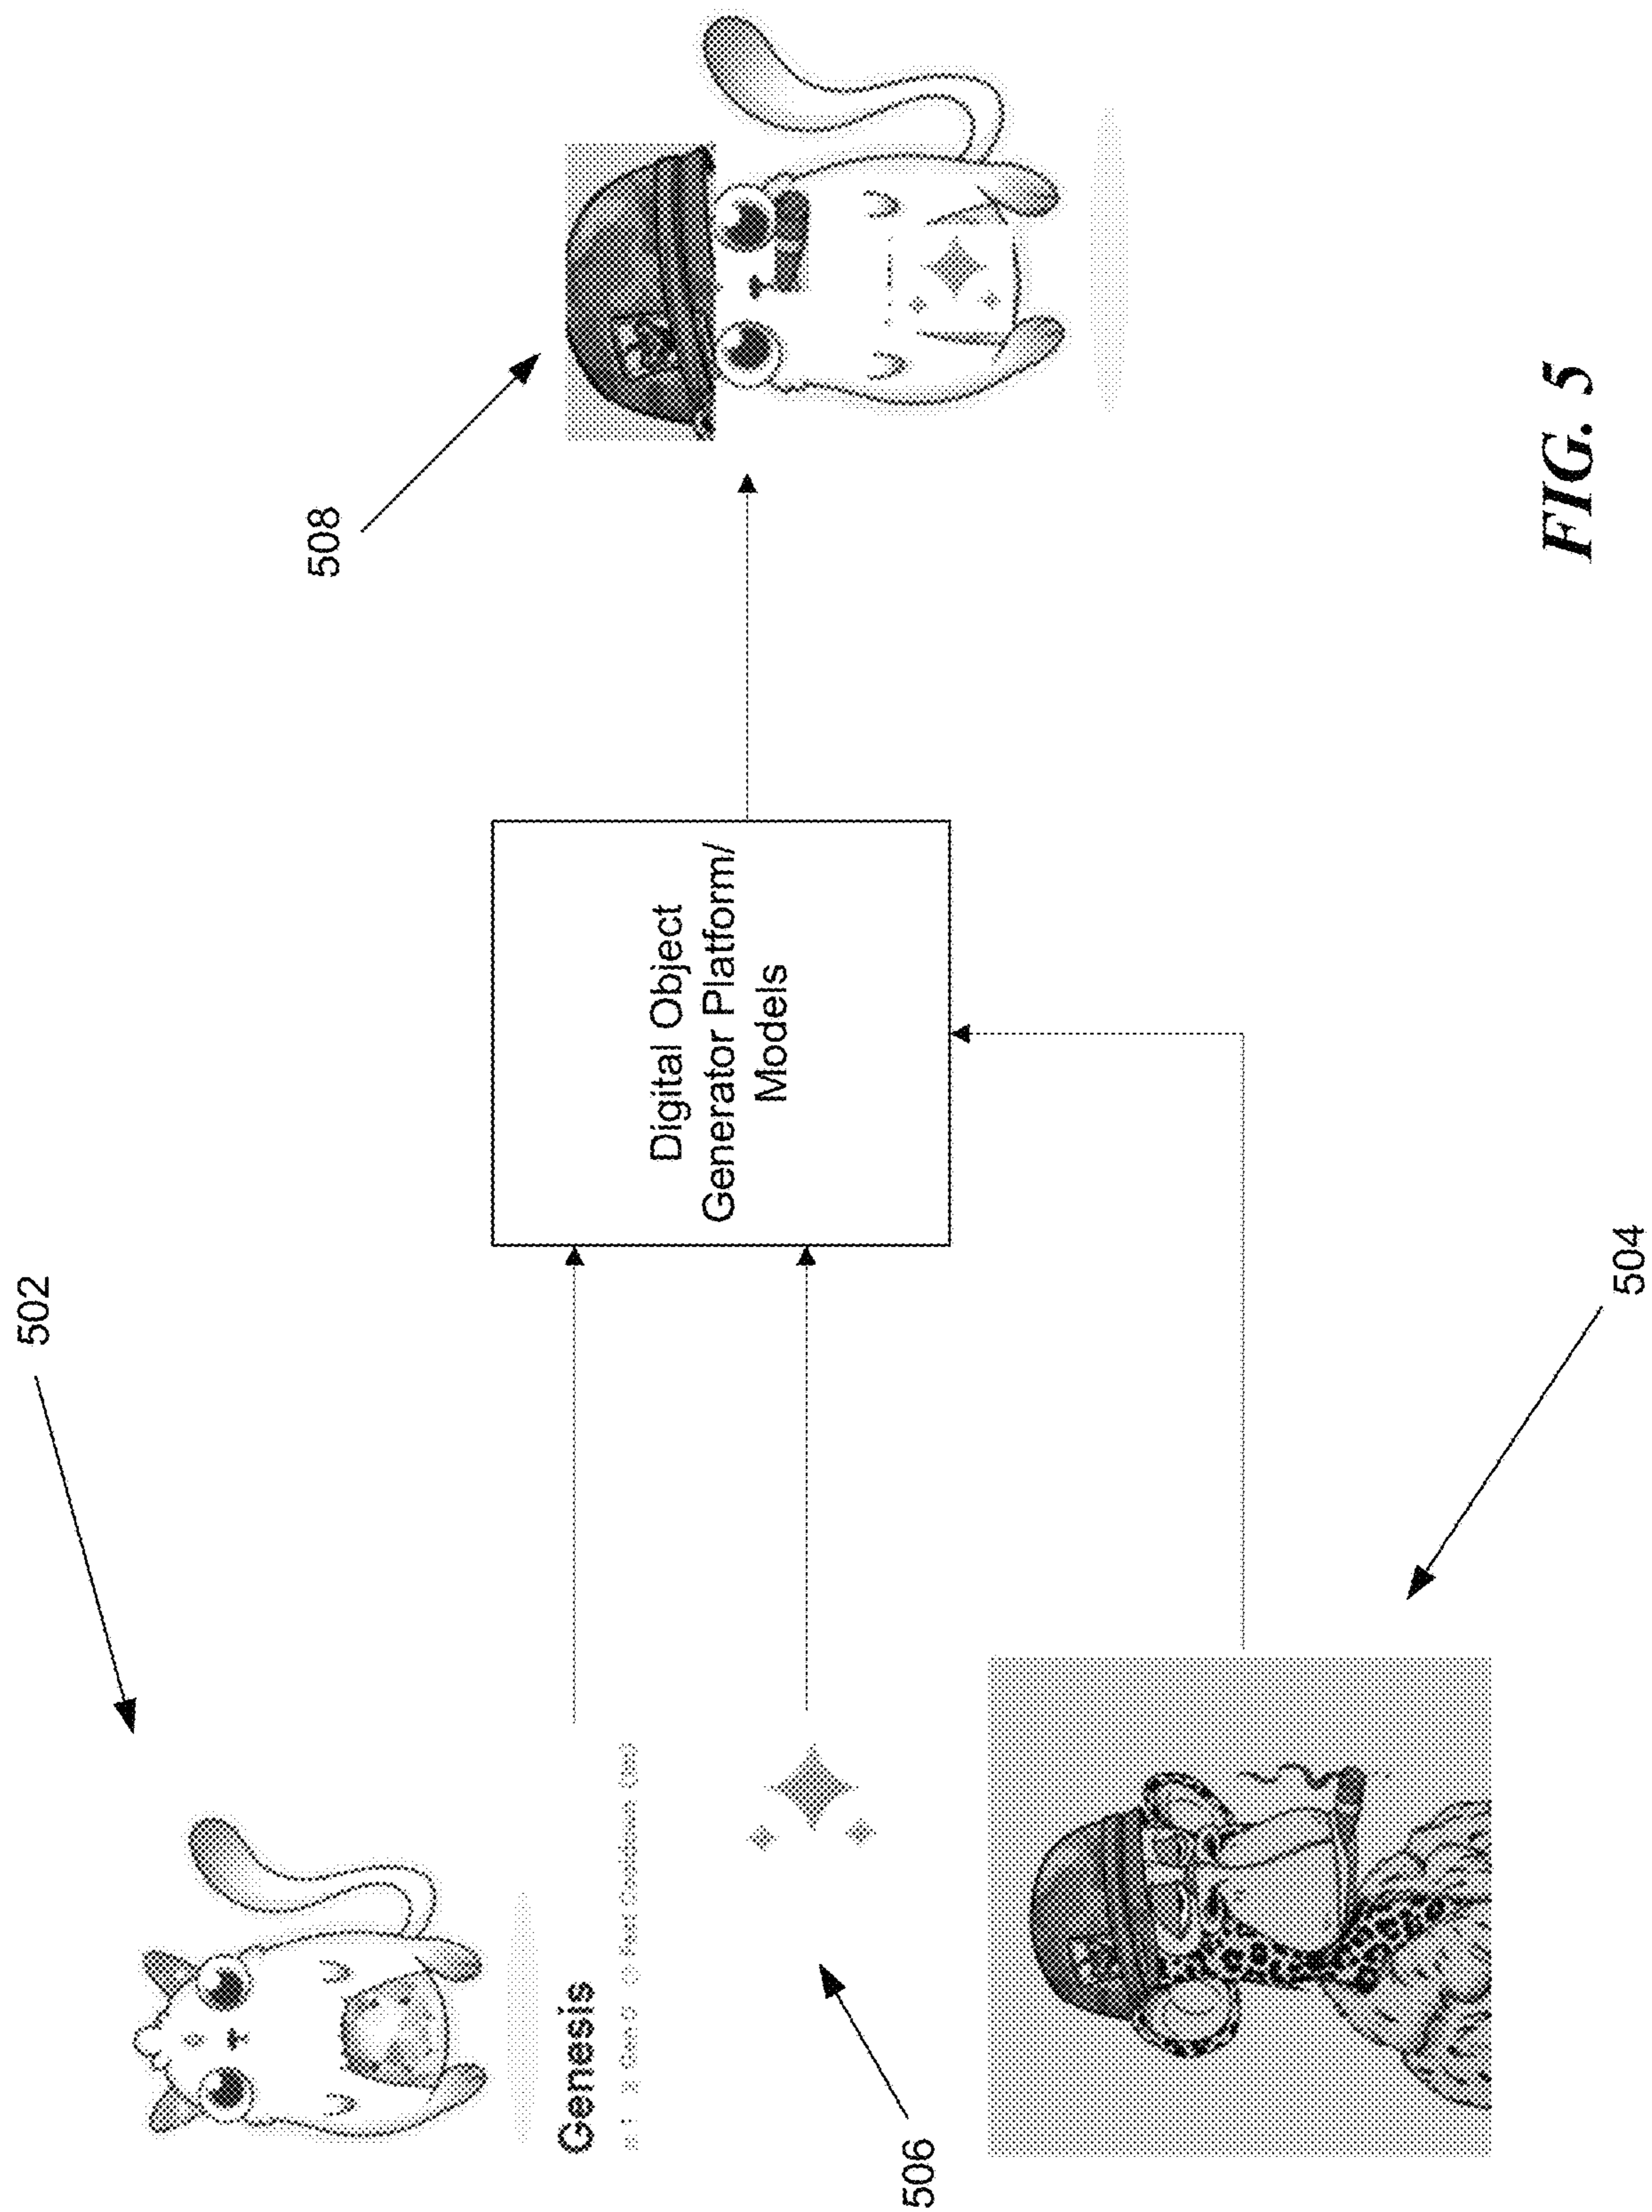 502
508
Genesis
Digital Object
Generator Platform/
Models
506
504
FIG. 5